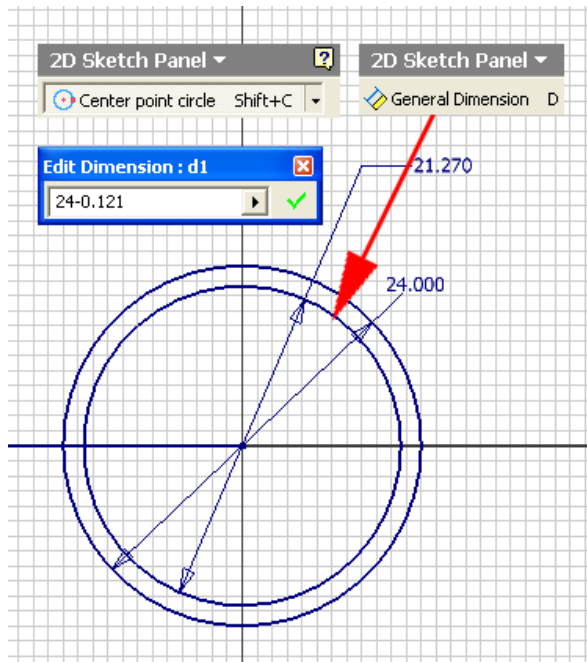 2D Sketch Panel
Center point circle Shift+C
2D Sketch Panel
General Dimension D
Edit Dimension : d1
24-0.121
21.270
24.000